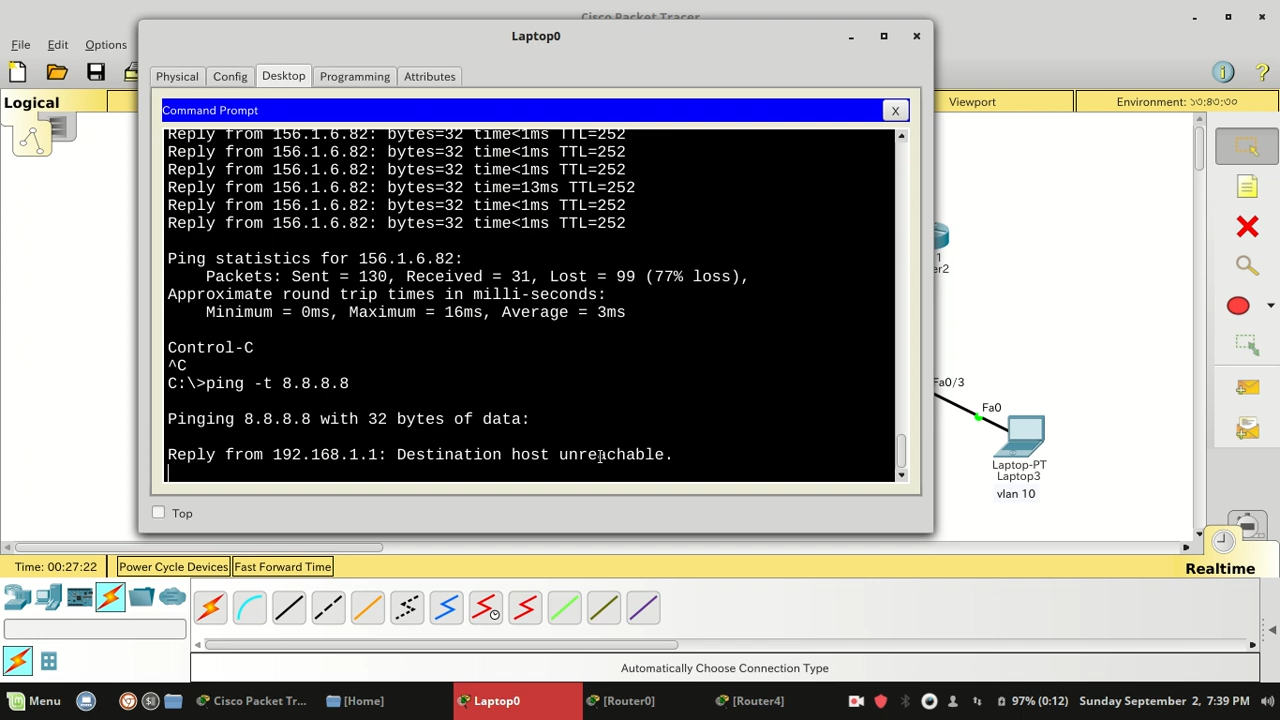 Cisco Packet Tracer
Laptop0
File Edit Options
Physical Config Desktop Programming Attributes
Logical
Viewport
Environment: ১৩:৪৩:৩০
Command Prompt
X
Reply from 156.1.6.82: bytes=32 time<1ms TTL=252
Reply from 156.1.6.82: bytes=32 time<1ms TTL=252
Reply from 156.1.6.82: bytes=32 time<1ms TTL=252
Reply from 156.1.6.82: bytes=32 time=13ms TTL=252
Reply from 156.1.6.82: bytes=32 time<1ms TTL=252
Reply from 156.1.6.82: bytes=32 time<1ms TTL=252
Ping statistics for 156.1.6.82:
Packets: Sent = 130, Received = 31, Lost = 99 (77% loss),
Approximate round trip times in milli-seconds:
Minimum = 0ms, Maximum = 16ms, Average = 3ms
Control-C
^C
C:\>ping -t 8.8.8.8
Pinging 8.8.8.8 with 32 bytes of data:
Reply from 192.168.1.1: Destination host unreachable.
Top
1
er2
Fa0/3
Fa0
Laptop-PT
Laptop3
vlan 10
Time: 00:27:22 Power Cycle Devices Fast Forward Time
Realtime
Automatically Choose Connection Type
Menu
Cisco Packet Tr...
[Home]
Laptop0
[Router0]
[Router4]
97% (0:12) Sunday September 2, 7:39 PM